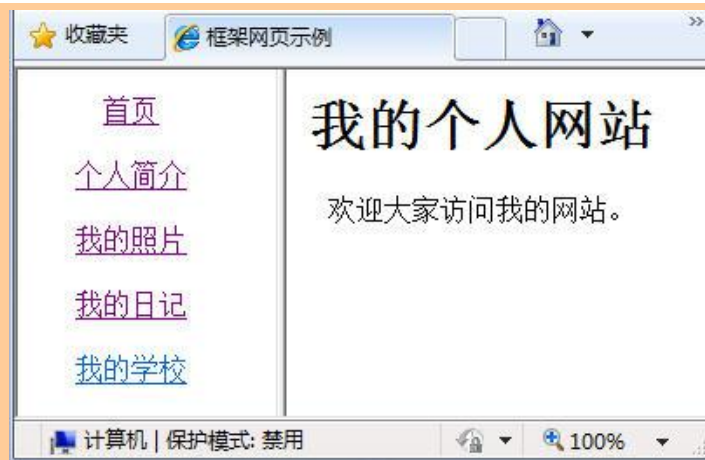 收藏夹 框架网页示例
首页
个人简介
我的照片
我的日记
我的学校
我的个人网站
欢迎大家访问我的网站。
计算机 | 保护模式: 禁用 100%